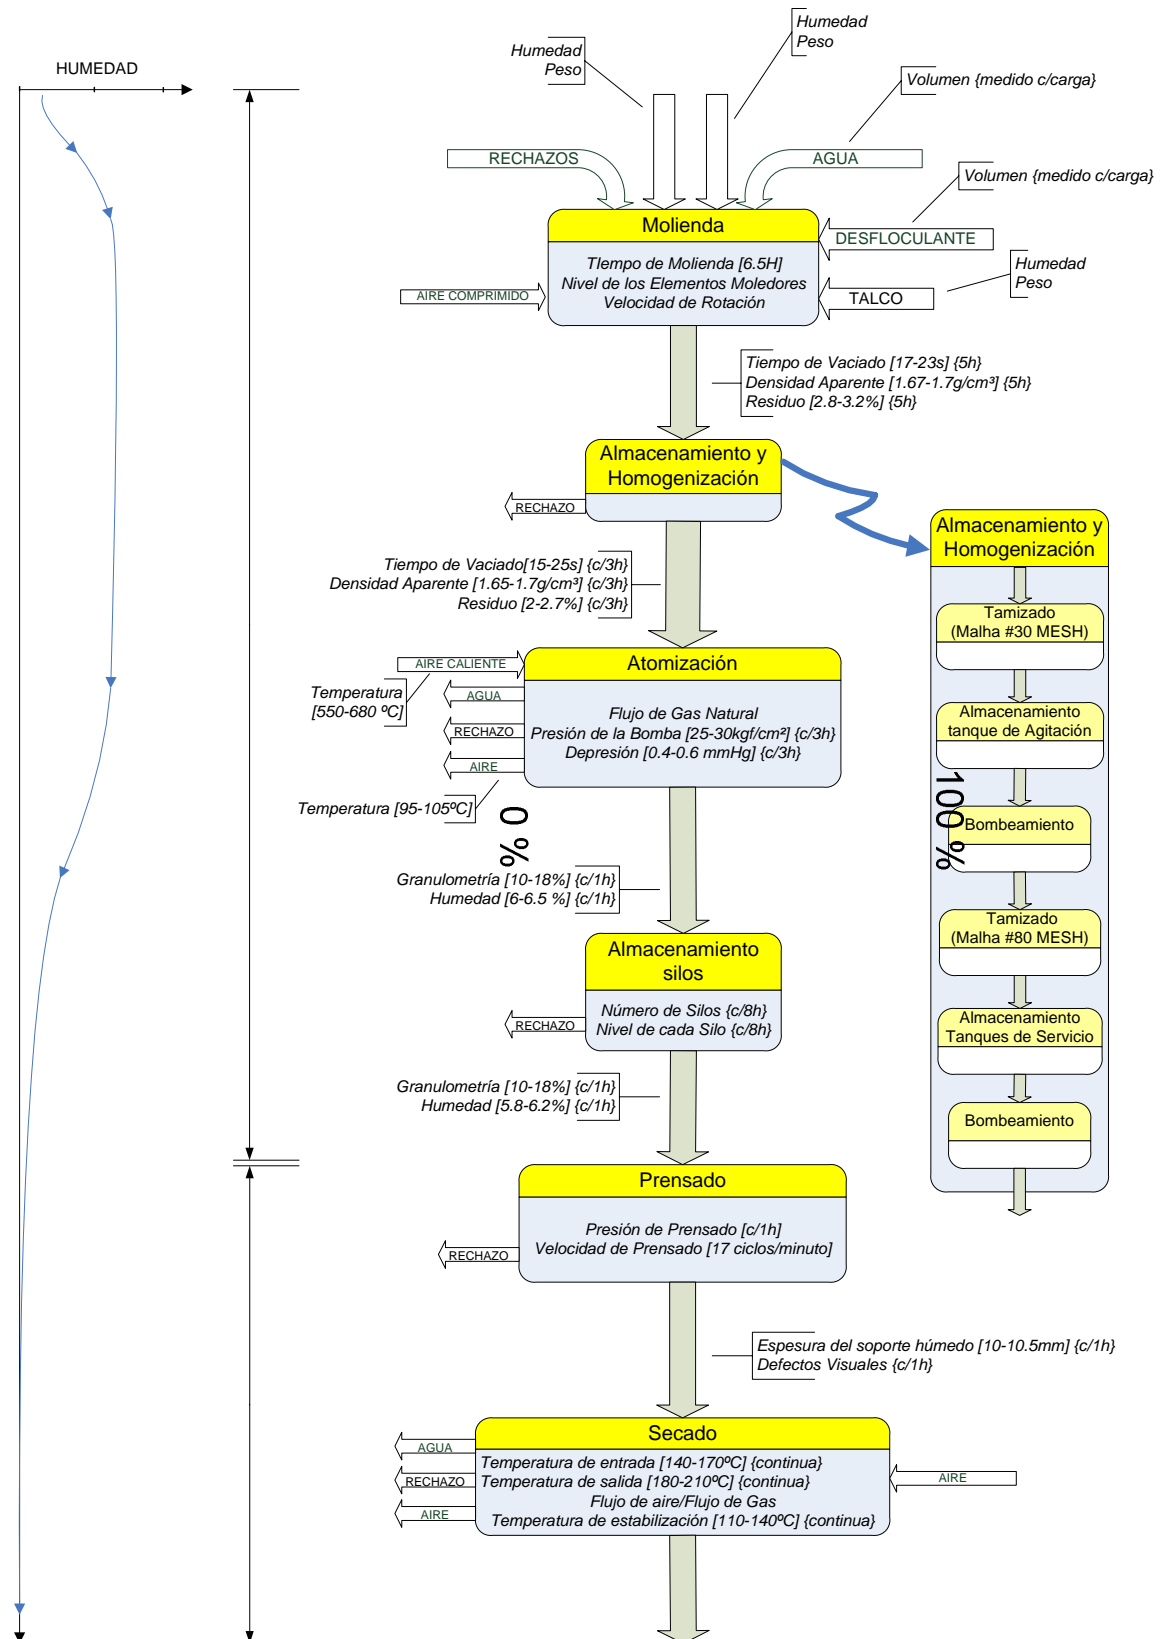 HUMEDAD
Humedad
Peso
Humedad
Peso
Volumen {medido c/carga}
RECHAZOS
AGUA
Volumen {medido c/carga}
Molienda
DESFLOCULANTE
TIempo de Molienda [6.5H]
Nivel de los Elementos Moledores
Velocidad de Rotación
AIRE COMPRIMIDO
TALCO
Humedad
Peso
Tiempo de Vaciado [17-23s] {5h}
Densidad Aparente [1.67-1.7g/cm³] {5h}
Residuo [2.8-3.2%] {5h}
Almacenamiento y
Homogenización
RECHAZO
Tiempo de Vaciado[15-25s] {c/3h}
Densidad Aparente [1.65-1.7g/cm³] {c/3h}
Residuo [2-2.7%] {c/3h}
Atomización
AIRE CALIENTE
Temperatura
[550-680 ºC]
AGUA
RECHAZO
AIRE
Flujo de Gas Natural
Presión de la Bomba [25-30kgf/cm²] {c/3h}
Depresión [0.4-0.6 mmHg] {c/3h}
Temperatura [95-105ºC]
0 %
Granulometría [10-18%] {c/1h}
Humedad [6-6.5 %] {c/1h}
Almacenamiento
silos
Número de Silos {c/8h}
Nivel de cada Silo {c/8h}
RECHAZO
Granulometría [10-18%] {c/1h}
Humedad [5.8-6.2%] {c/1h}
Prensado
Presión de Prensado [c/1h]
Velocidad de Prensado [17 ciclos/minuto]
RECHAZO
Espesura del soporte húmedo [10-10.5mm] {c/1h}
Defectos Visuales {c/1h}
Secado
AGUA
RECHAZO
AIRE
Temperatura de entrada [140-170ºC] {continua}
Temperatura de salida [180-210ºC] {continua}
Flujo de aire/Flujo de Gas
Temperatura de estabilización [110-140ºC] {continua}
AIRE
Almacenamiento y
Homogenización
Tamizado
(Malha #30 MESH)
Almacenamiento
tanque de Agitación
100 %
Bombeamiento
Tamizado
(Malha #80 MESH)
Almacenamiento
Tanques de Servicio
Bombeamiento